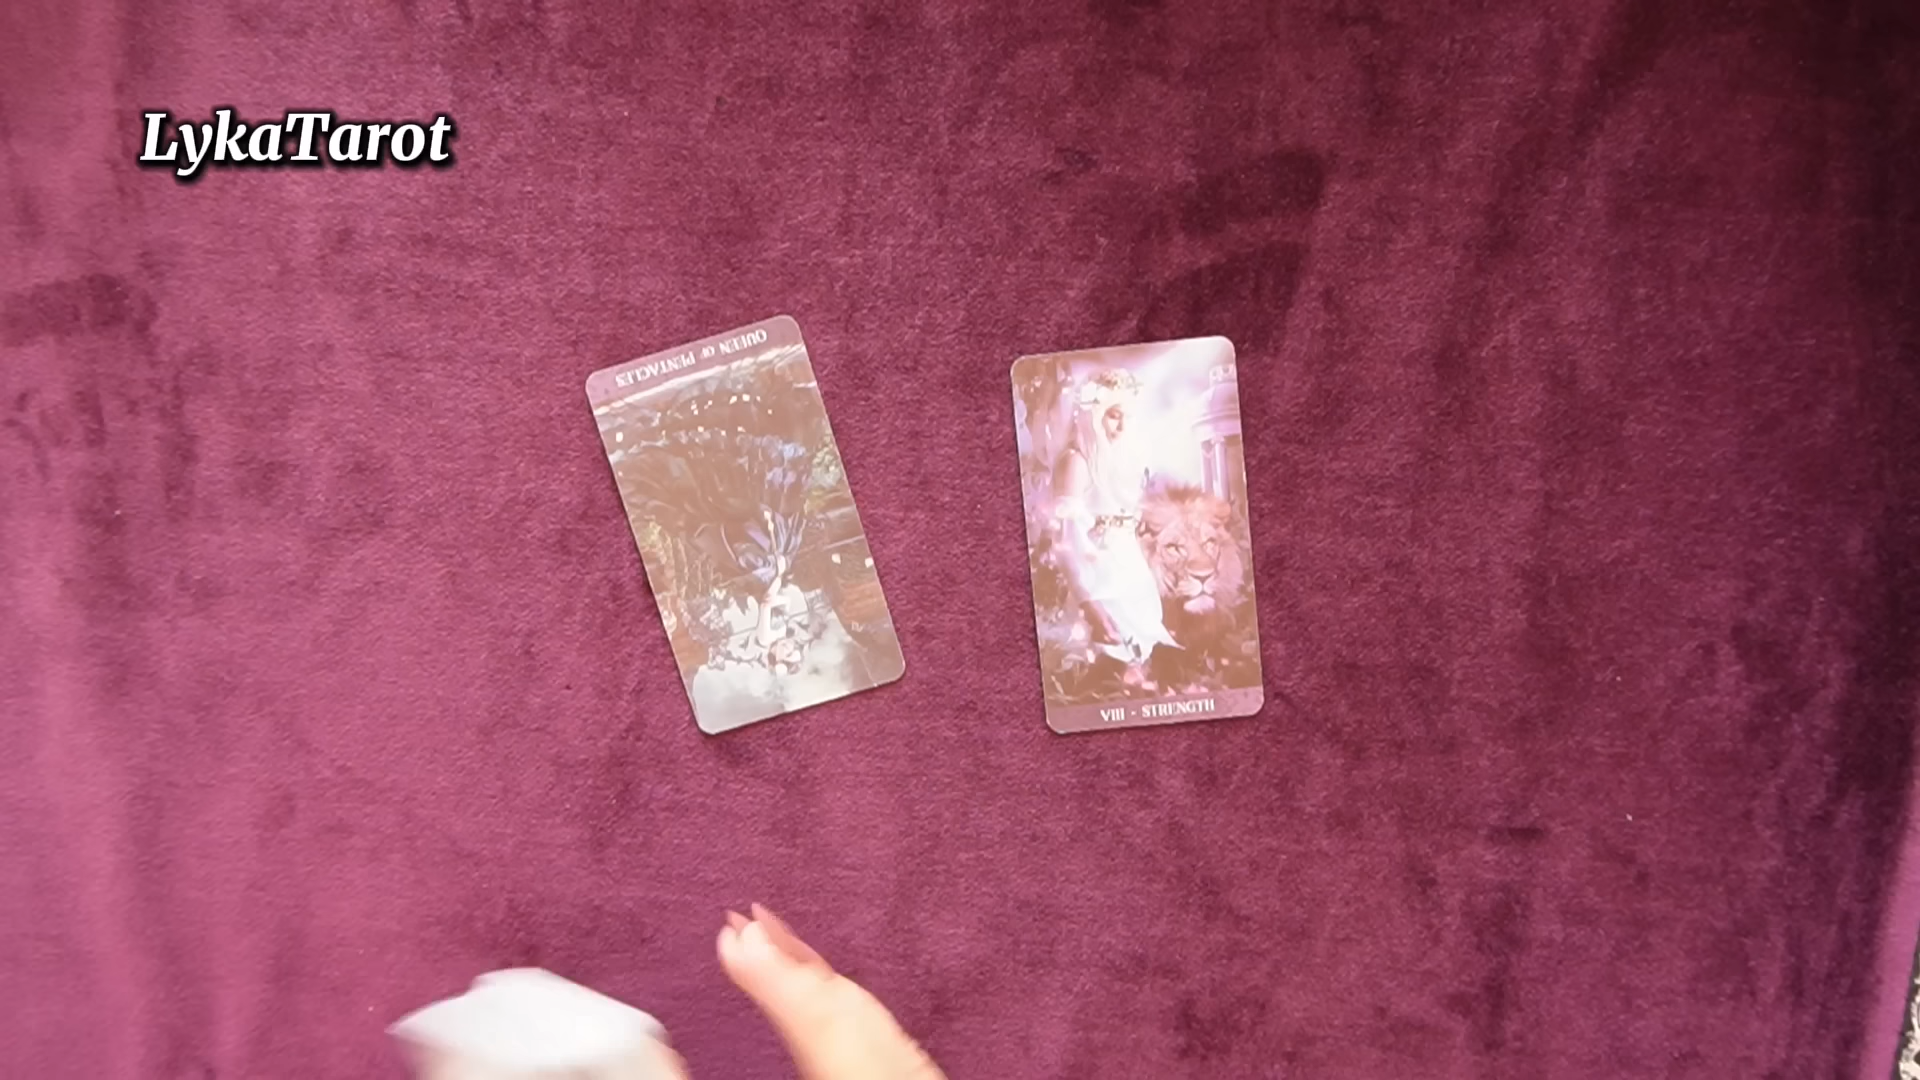 LykaTarot
QUEEN OF PENTACLES
VIII - STRENGTH